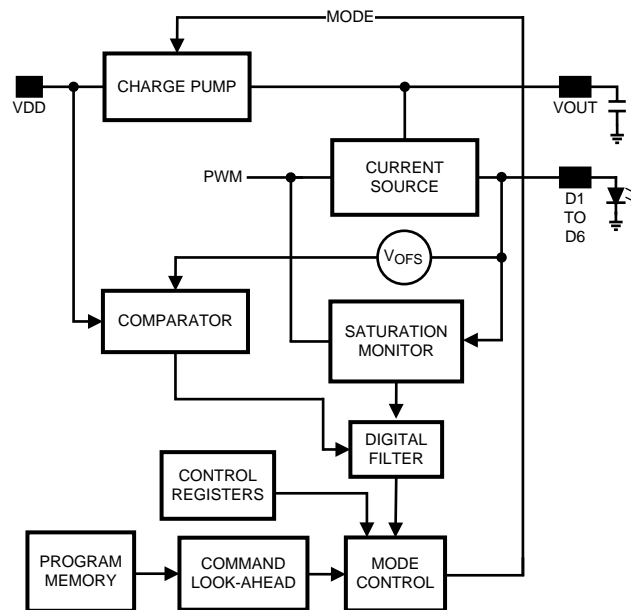 MODE
CHARGE PUMP
VDD
VOUT
PWM
CURRENT
SOURCE
D1
TO
D6
VOFS
COMPARATOR
SATURATION
MONITOR
DIGITAL
FILTER
CONTROL
REGISTERS
PROGRAM
MEMORY
COMMAND
LOOK-AHEAD
MODE
CONTROL